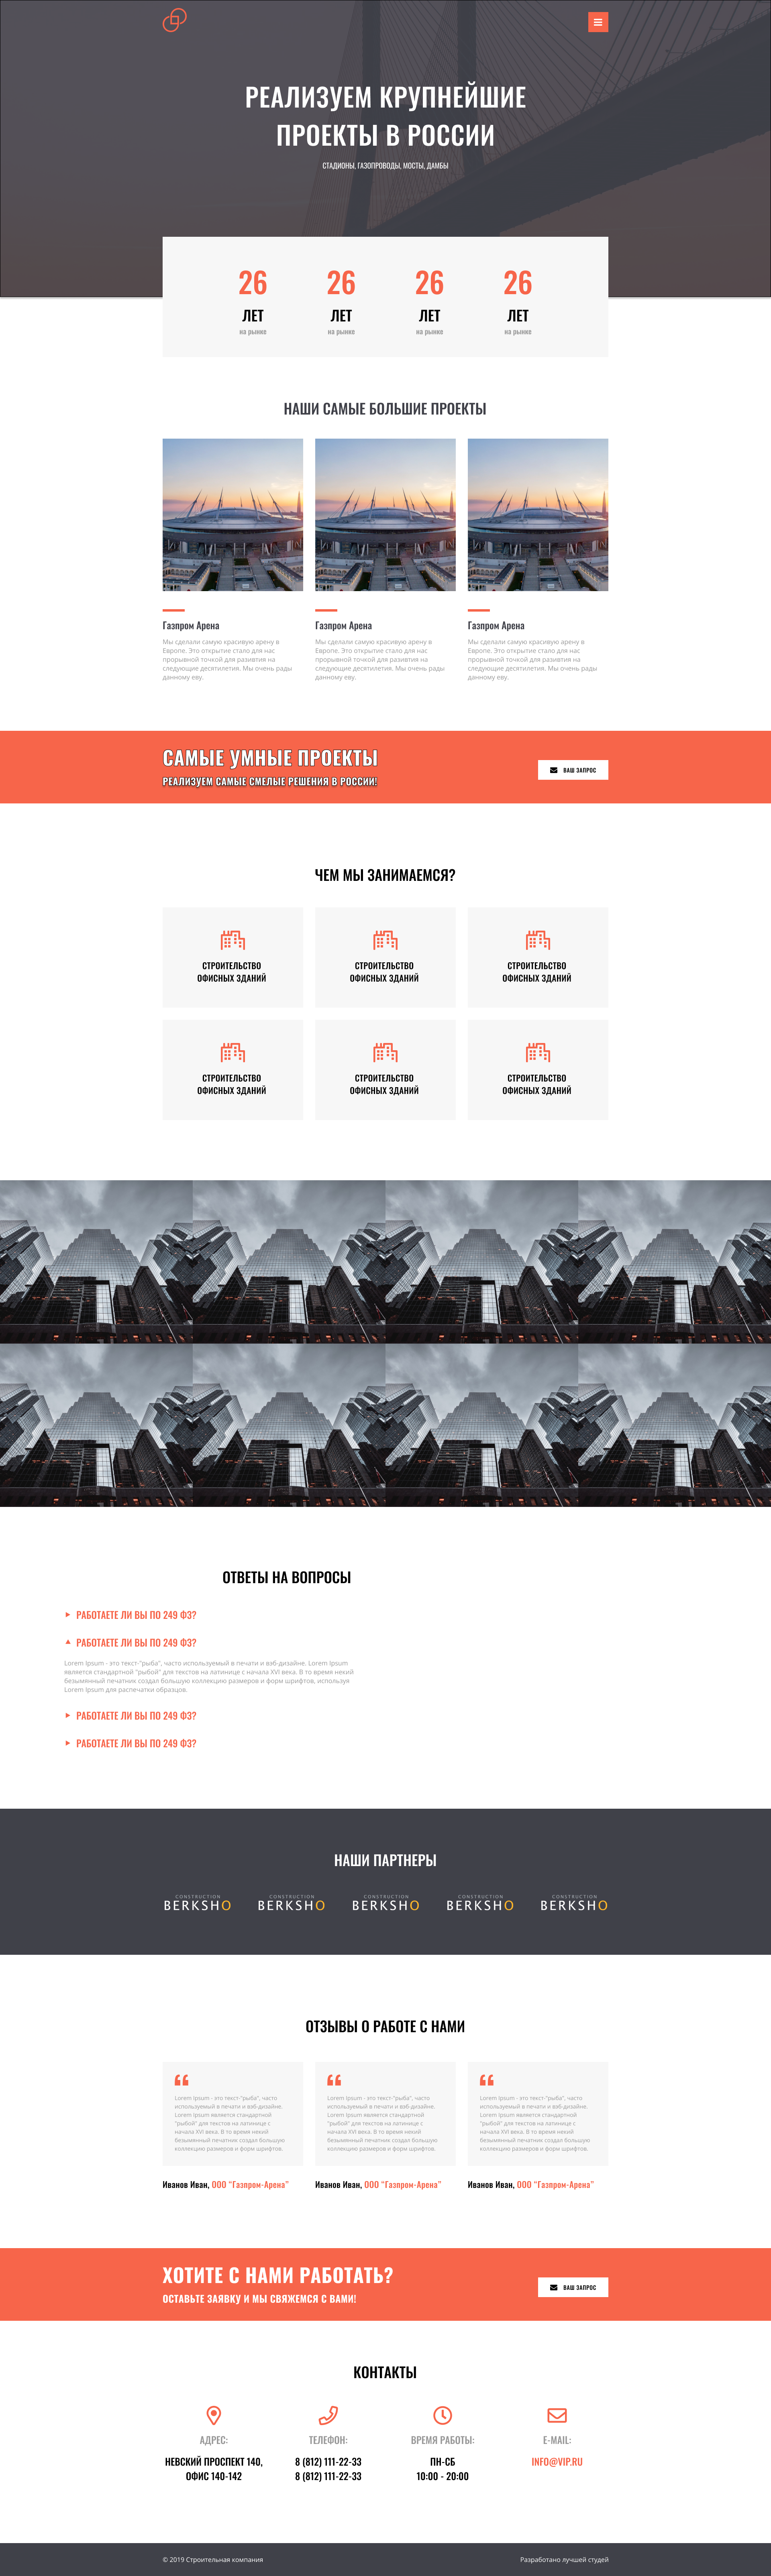 РЕАЛИЗУЕМ КРУПНЕЙШИЕ
ПРОЕКТЫ В РОССИИ
СТАДИОНЫ, ГАЗОПРОВОДЫ, МОСТЫ, ДАМБЫ
26 26 26 26
ЛЕТ ЛЕТ ЛЕТ ЛЕТ
на рынке на рынке на рынке на рынке
НАШИ САМЫЕ БОЛЬШИЕ ПРОЕКТЫ
Газпром Арена
Мы сделали самую красивую арену в
Европе. Это открытие стало для нас
прорывной точкой для развития на
следующие десятилетия. Мы очень рады
данному еву.
Газпром Арена
Мы сделали самую красивую арену в
Европе. Это открытие стало для нас
прорывной точкой для развития на
следующие десятилетия. Мы очень рады
данному еву.
Газпром Арена
Мы сделали самую красивую арену в
Европе. Это открытие стало для нас
прорывной точкой для развития на
следующие десятилетия. Мы очень рады
данному еву.
САМЫЕ УМНЫЕ ПРОЕКТЫ
РЕАЛИЗУЕМ САМЫЕ СМЕЛЫЕ РЕШЕНИЯ В РОССИИ!
ВАШ ЗАПРОС
ЧЕМ МЫ ЗАНИМАЕМСЯ?
СТРОИТЕЛЬСТВО
ОФИСНЫХ ЗДАНИЙ
СТРОИТЕЛЬСТВО
ОФИСНЫХ ЗДАНИЙ
СТРОИТЕЛЬСТВО
ОФИСНЫХ ЗДАНИЙ
СТРОИТЕЛЬСТВО
ОФИСНЫХ ЗДАНИЙ
СТРОИТЕЛЬСТВО
ОФИСНЫХ ЗДАНИЙ
СТРОИТЕЛЬСТВО
ОФИСНЫХ ЗДАНИЙ
ОТВЕТЫ НА ВОПРОСЫ
РАБОТАЕТЕ ЛИ ВЫ ПО 249 ФЗ?
РАБОТАЕТЕ ЛИ ВЫ ПО 249 ФЗ?
Lorem Ipsum - это текст-"рыба", часто используемый в печати и вэб-дизайне. Lorem Ipsum
является стандартной "рыбой" для текстов на латинице с начала XVI века. В то время некий
безымянный печатник создал большую коллекцию размеров и форм шрифтов, используя
Lorem Ipsum для распечатки образцов.
РАБОТАЕТЕ ЛИ ВЫ ПО 249 ФЗ?
РАБОТАЕТЕ ЛИ ВЫ ПО 249 ФЗ?
НАШИ ПАРТНЕРЫ
CONSTRUCTION CONSTRUCTION CONSTRUCTION CONSTRUCTION CONSTRUCTION
BERKSHO BERKSHO BERKSHO BERKSHO BERKSHO
ОТЗЫВЫ О РАБОТЕ С НАМИ
Lorem Ipsum - это текст-"рыба", часто
используемый в печати и вэб-дизайне.
Lorem Ipsum является стандартной
"рыбой" для текстов на латинице с
начала XVI века. В то время некий
безымянный печатник создал большую
коллекцию размеров и форм шрифтов.
Иванов Иван, ООО “Газпром-Арена”
Lorem Ipsum - это текст-"рыба", часто
используемый в печати и вэб-дизайне.
Lorem Ipsum является стандартной
"рыбой" для текстов на латинице с
начала XVI века. В то время некий
безымянный печатник создал большую
коллекцию размеров и форм шрифтов.
Иванов Иван, ООО “Газпром-Арена”
Lorem Ipsum - это текст-"рыба", часто
используемый в печати и вэб-дизайне.
Lorem Ipsum является стандартной
"рыбой" для текстов на латинице с
начала XVI века. В то время некий
безымянный печатник создал большую
коллекцию размеров и форм шрифтов.
Иванов Иван, ООО “Газпром-Арена”
ХОТИТЕ С НАМИ РАБОТАТЬ?
ОСТАВЬТЕ ЗАЯВКУ И МЫ СВЯЖЕМСЯ С ВАМИ!
ВАШ ЗАПРОС
КОНТАКТЫ
АДРЕС:
НЕВСКИЙ ПРОСПЕКТ 140,
ОФИС 140-142
ТЕЛЕФОН:
8 (812) 111-22-33
8 (812) 111-22-33
ВРЕМЯ РАБОТЫ:
ПН-СБ
10:00 - 20:00
E-MAIL:
INFO@VIP.RU
© 2019 Строительная компания
Разработано лучшей студей